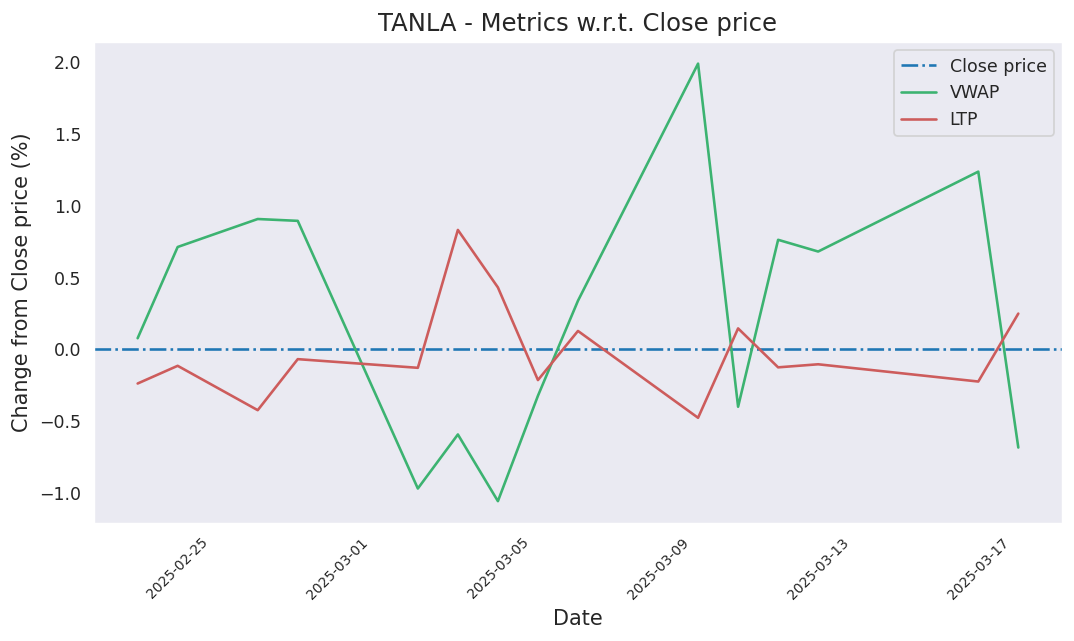 TANLA - Metrics w.r.t. Close price
Change from Close price (%)
2.0
1.5
1.0
0.5
0.0
−0.5
−1.0
Close price
VWAP
LTP
2025-02-25
2025-03-01
2025-03-05
2025-03-09
2025-03-13
2025-03-17
Date